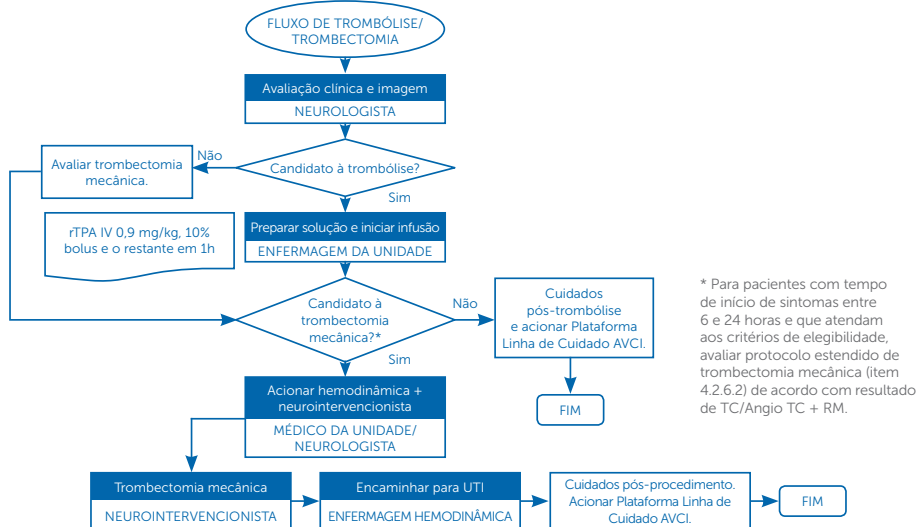 FLUXO DE TROMBÓLISE/
TROMBECTOMIA
Avaliação clínica e imagem
NEUROLOGISTA
Candidato à trombólise?
Não
Avaliar trombectomia
mecânica.
Sim
Preparar solução e iniciar infusão
ENFERMAGEM DA UNIDADE
rTPA IV 0,9 mg/kg, 10%
bolus e o restante em 1h
Candidato à
trombectomia
mecânica?*
Não
Cuidados
pós-trombólise
e acionar Plataforma
Linha de Cuidado AVCI.
FIM
Sim
Acionar hemodinâmica +
neurointervencionista
MÉDICO DA UNIDADE/
NEUROLOGISTA
Trombectomia mecânica
NEUROINTERVENCIONISTA
Encaminhar para UTI
ENFERMAGEM HEMODINÂMICA
Cuidados pós-procedimento.
Acionar Plataforma Linha de
Cuidado AVCI.
FIM
* Para pacientes com tempo
de início de sintomas entre
6 e 24 horas e que atendam
aos critérios de elegibilidade,
avaliar protocolo estendido de
trombectomia mecânica (item
4.2.6.2) de acordo com resultado
de TC/Angio TC + RM.